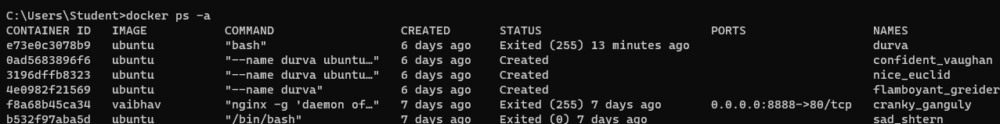 C:\Users\Student>docker ps -a
CONTAINER ID   IMAGE     COMMAND                  CREATED      STATUS                        PORTS                  NAMES
e73e0c3078b9   ubuntu    "bash"                   6 days ago   Exited (255) 13 minutes ago                          durva
0ad5683896f6   ubuntu    "--name durva ubuntu…"   6 days ago   Created                                              confident_vaughan
3196dffb8323   ubuntu    "--name durva ubuntu…"   6 days ago   Created                                              nice_euclid
4e0982f21569   ubuntu    "--name durva"           6 days ago   Created                                              flamboyant_greider
f8a68b45ca34   vaibhav   "nginx -g 'daemon of…"   7 days ago   Exited (255) 7 days ago       0.0.0.0:8888->80/tcp   cranky_ganguly
b532f97aba5d   ubuntu    "/bin/bash"              7 days ago   Exited (0) 7 days ago                                sad_shtern